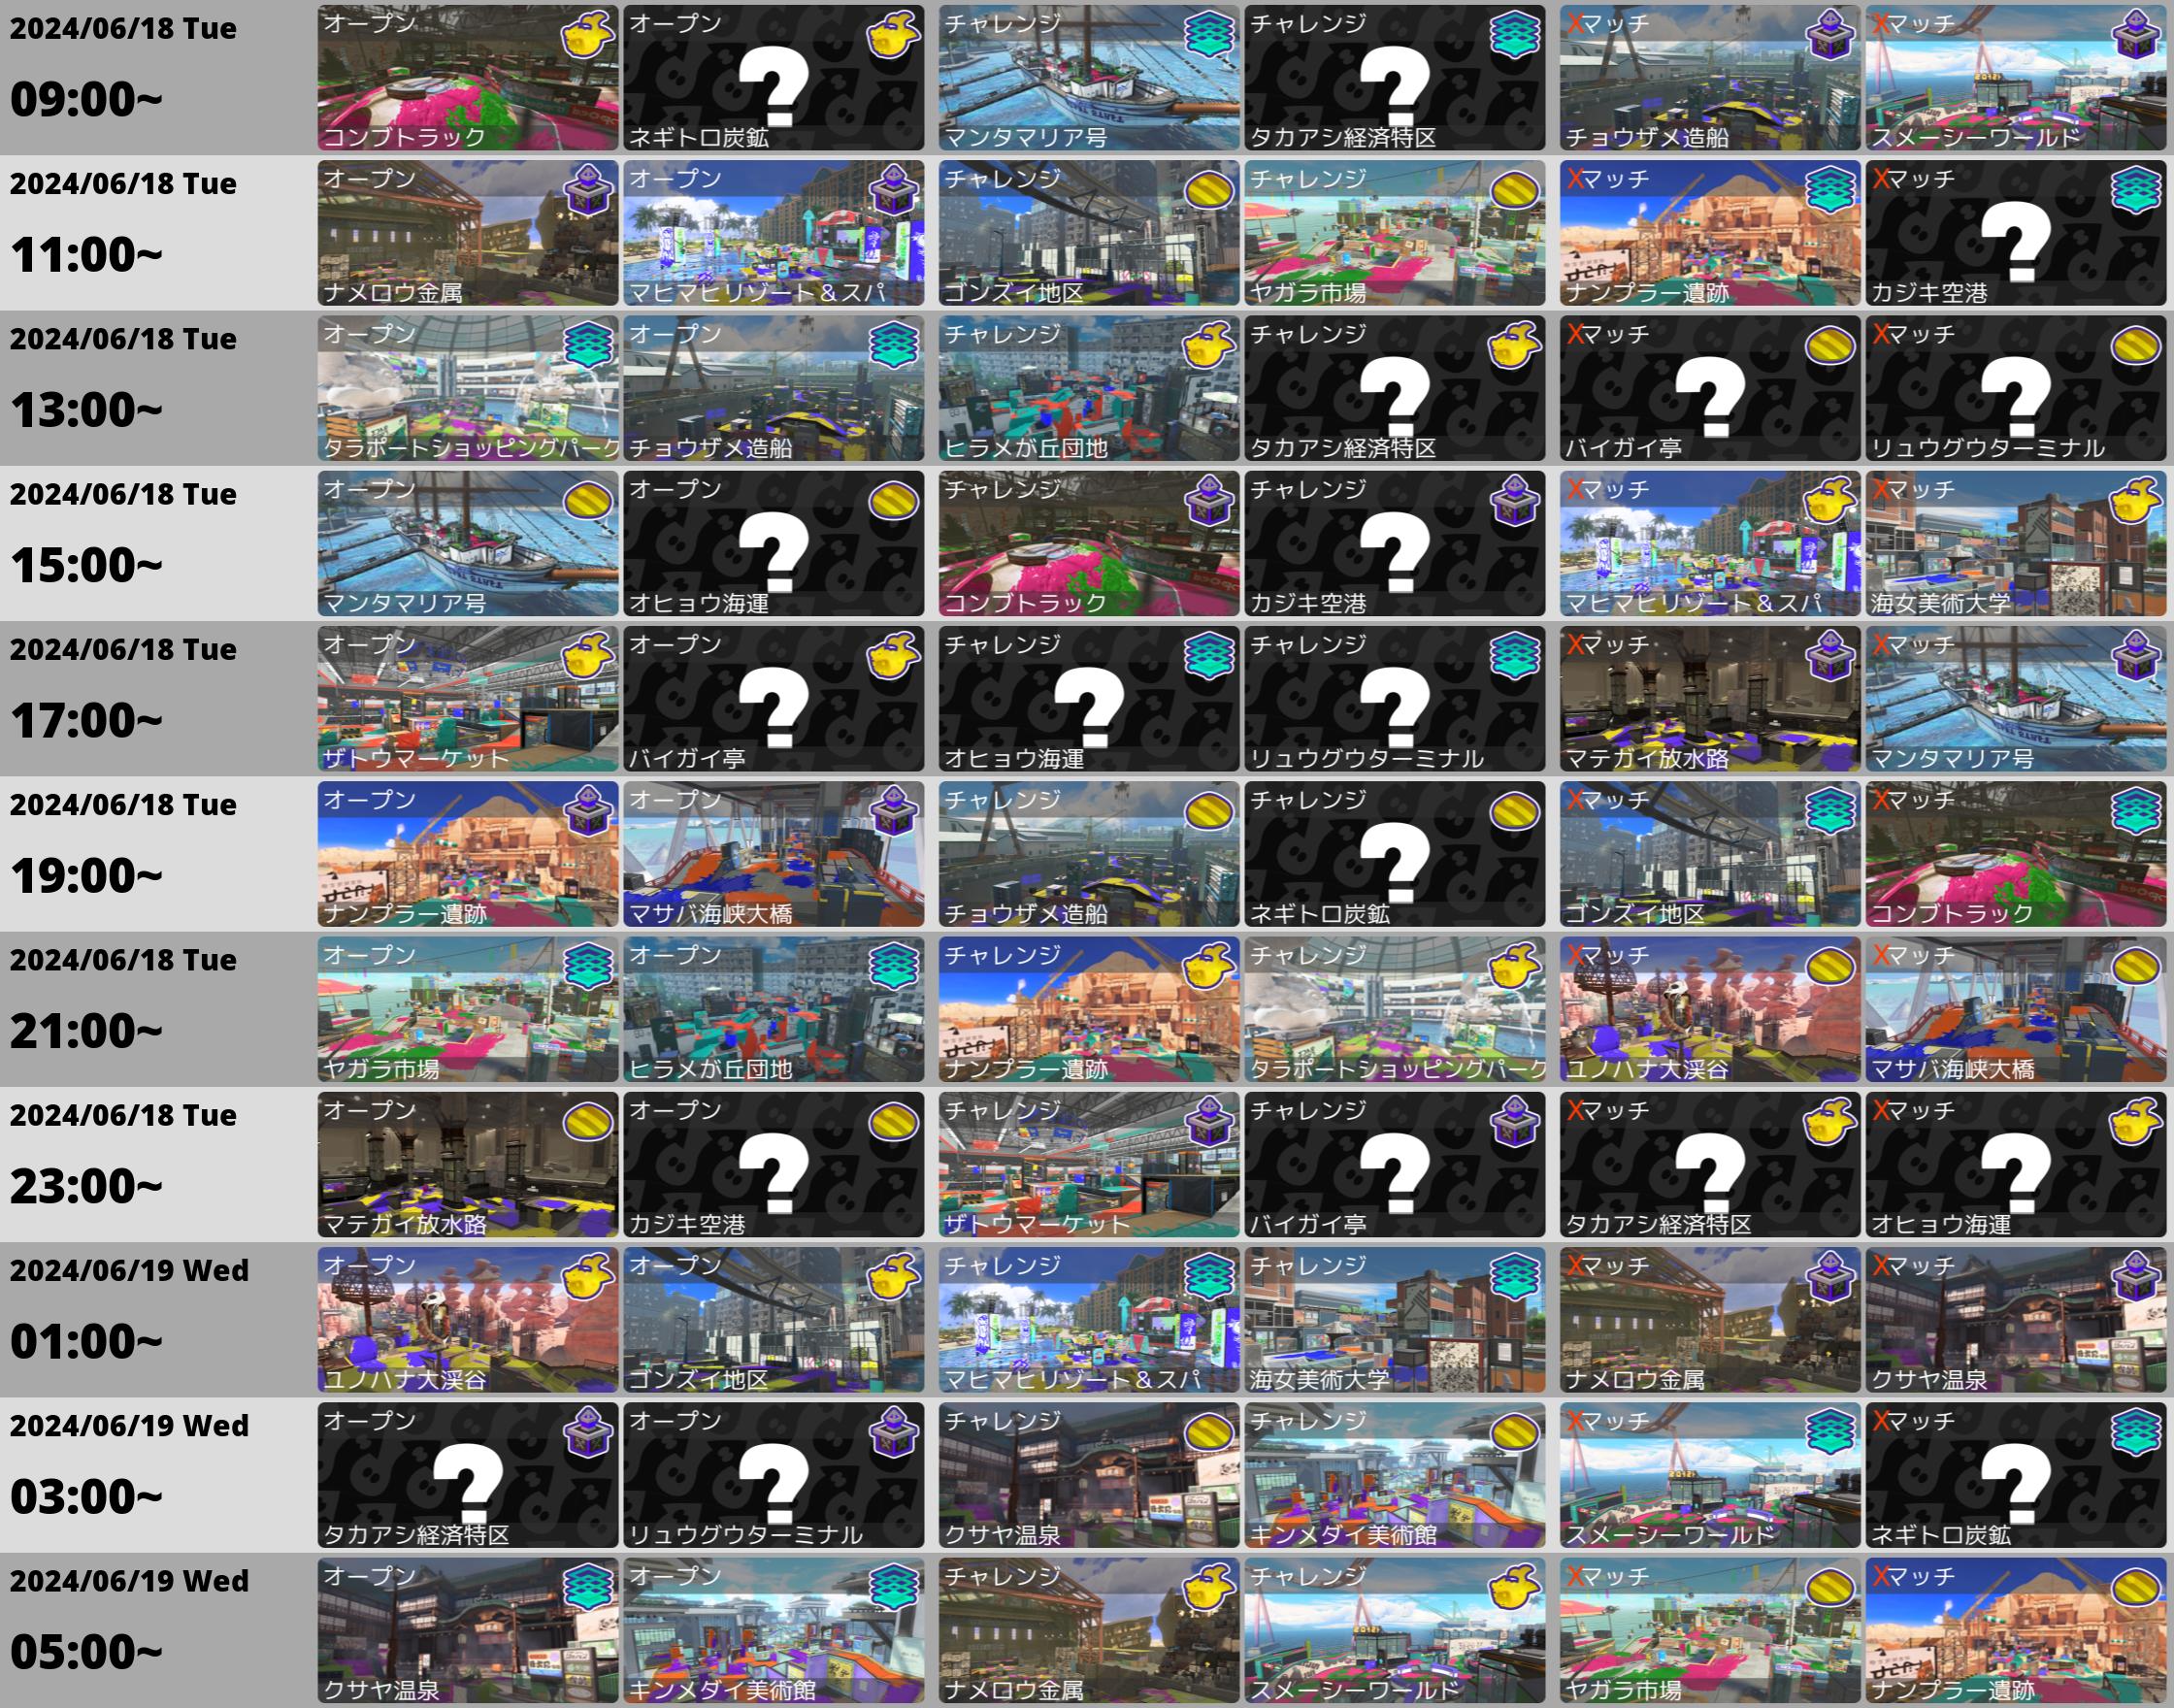 2024/06/18 Tue
09:00~
オープン
コンブトラック
オープン
ネギトロ炭鉱
チャレンジ
マンタマリア号
チャレンジ
タカアシ経済特区
Xマッチ
チョウザメ造船
Xマッチ
スメーシーワールド
2024/06/18 Tue
11:00~
オープン
ナメロウ金属
オープン
マヒマヒリゾート&スパ
チャレンジ
ゴンズイ地区
チャレンジ
ヤガラ市場
Xマッチ
ナンプラー遺跡
Xマッチ
カジキ空港
2024/06/18 Tue
13:00~
オープン
タラポートショッピングパーク
オープン
チョウザメ造船
チャレンジ
ヒラメが丘団地
チャレンジ
タカアシ経済特区
Xマッチ
バイガイ亭
Xマッチ
リュウグウターミナル
2024/06/18 Tue
15:00~
オープン
マンタマリア号
オープン
オヒョウ海運
チャレンジ
コンブトラック
チャレンジ
カジキ空港
Xマッチ
マヒマヒリゾート&スパ
Xマッチ
海女美術大学
2024/06/18 Tue
17:00~
オープン
ザトウマーケット
オープン
バイガイ亭
チャレンジ
オヒョウ海運
チャレンジ
リュウグウターミナル
Xマッチ
マテガイ放水路
Xマッチ
マンタマリア号
2024/06/18 Tue
19:00~
オープン
ナンプラー遺跡
オープン
マサバ海峡大橋
チャレンジ
チョウザメ造船
チャレンジ
ネギトロ炭鉱
Xマッチ
ゴンズイ地区
Xマッチ
コンブトラック
2024/06/18 Tue
21:00~
オープン
ヤガラ市場
オープン
ヒラメが丘団地
チャレンジ
ナンプラー遺跡
チャレンジ
タラポートショッピングパーク
Xマッチ
ユノハナ大渓谷
Xマッチ
マサバ海峡大橋
2024/06/18 Tue
23:00~
オープン
マテガイ放水路
オープン
カジキ空港
チャレンジ
ザトウマーケット
チャレンジ
バイガイ亭
Xマッチ
タカアシ経済特区
Xマッチ
オヒョウ海運
2024/06/19 Wed
01:00~
オープン
ユノハナ大渓谷
オープン
ゴンズイ地区
チャレンジ
マヒマヒリゾート&スパ
チャレンジ
海女美術大学
Xマッチ
ナメロウ金属
Xマッチ
クサヤ温泉
2024/06/19 Wed
03:00~
オープン
タカアシ経済特区
オープン
リュウグウターミナル
チャレンジ
クサヤ温泉
チャレンジ
キンメダイ美術館
Xマッチ
スメーシーワールド
Xマッチ
ネギトロ炭鉱
2024/06/19 Wed
05:00~
オープン
クサヤ温泉
オープン
キンメダイ美術館
チャレンジ
ナメロウ金属
チャレンジ
スメーシーワールド
Xマッチ
ヤガラ市場
Xマッチ
ナンプラー遺跡